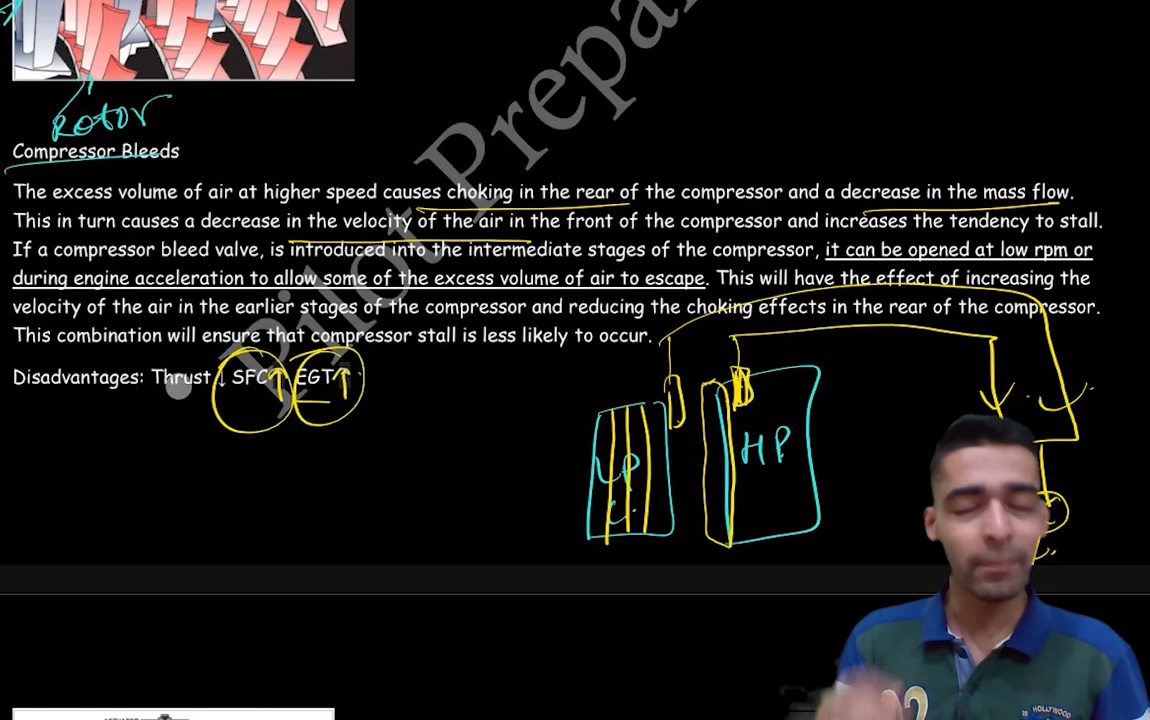 Rotor
Compressor Bleeds
The excess volume of air at higher speed causes choking in the rear of the compressor and a decrease in the mass flow.
This in turn causes a decrease in the velocity of the air in the front of the compressor and increases the tendency to stall.
If a compressor bleed valve, is introduced into the intermediate stages of the compressor, it can be opened at low rpm or
during engine acceleration to allow some of the excess volume of air to escape. This will have the effect of increasing the
velocity of the air in the earlier stages of the compressor and reducing the choking effects in the rear of the compressor.
This combination will ensure that compressor stall is less likely to occur.
Disadvantages: Thrust ↓ SFC↑ EGT↑
LP
C.
HP
Pilot Prepar
HOLLYWOOD